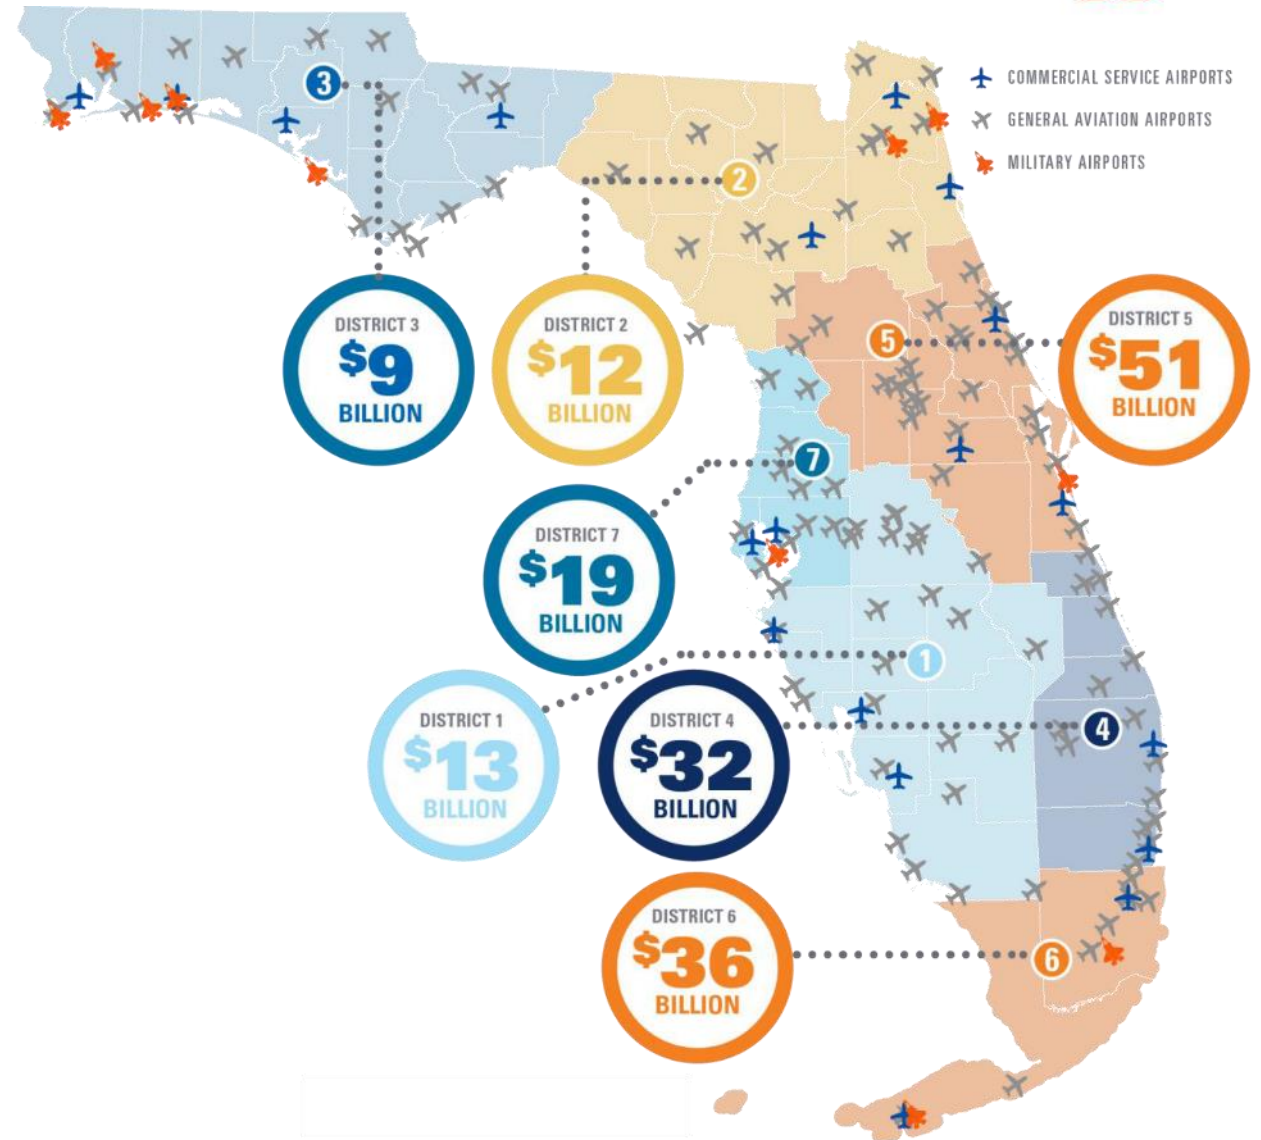 COMMERCIAL SERVICE AIRPORTS
GENERAL AVIATION AIRPORTS
MILITARY AIRPORTS
3
2
5
7
1
4
6
DISTRICT 3
$9
BILLION
DISTRICT 2
$12
BILLION
DISTRICT 5
$51
BILLION
DISTRICT 7
$19
BILLION
DISTRICT 1
$13
BILLION
DISTRICT 4
$32
BILLION
DISTRICT 6
$36
BILLION